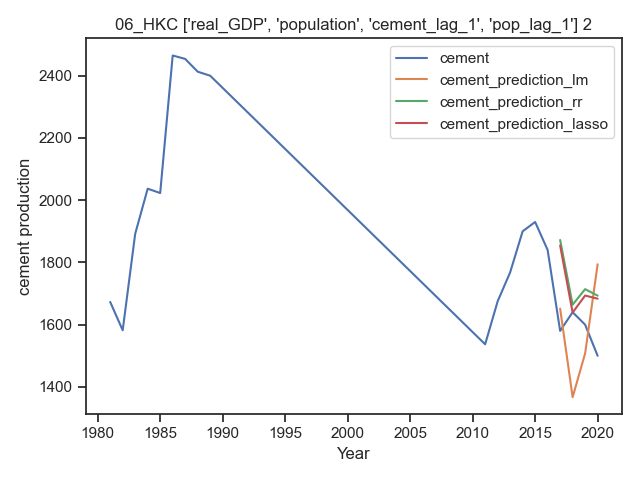 06_HKC ['real_GDP', 'population', 'cement_lag_1', 'pop_lag_1'] 2
cement
cement_prediction_lm
cement_prediction_rr
cement_prediction_lasso
cement production
2400
2200
2000
1800
1600
1400
1980 1985 1990 1995 2000 2005 2010 2015 2020
Year